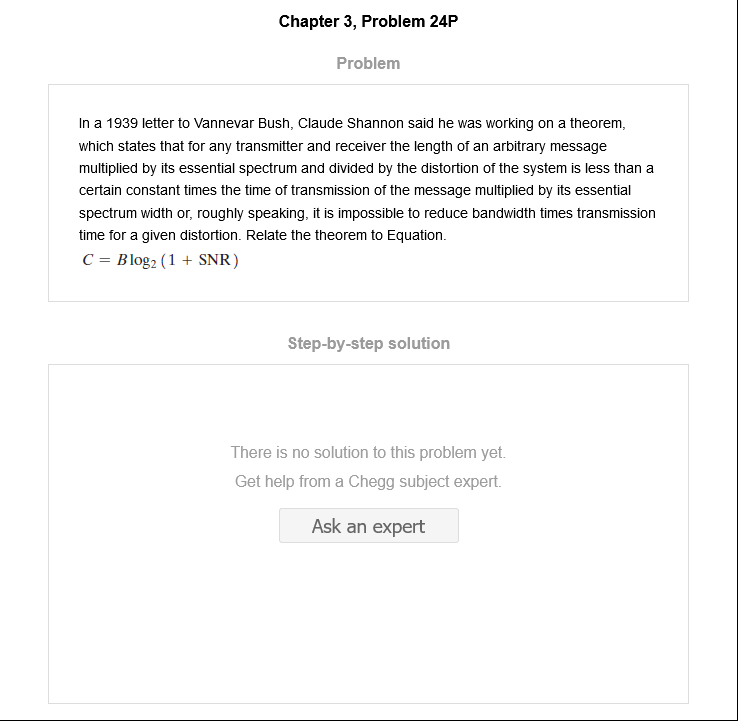 Chapter 3, Problem 24P
Problem
In a 1939 letter to Vannevar Bush, Claude Shannon said he was working on a theorem,
which states that for any transmitter and receiver the length of an arbitrary message
multiplied by its essential spectrum and divided by the distortion of the system is less than a
certain constant times the time of transmission of the message multiplied by its essential
spectrum width or, roughly speaking, it is impossible to reduce bandwidth times transmission
time for a given distortion. Relate the theorem to Equation.
C = B log₂ (1 + SNR)
Step-by-step solution
There is no solution to this problem yet.
Get help from a Chegg subject expert.
Ask an expert